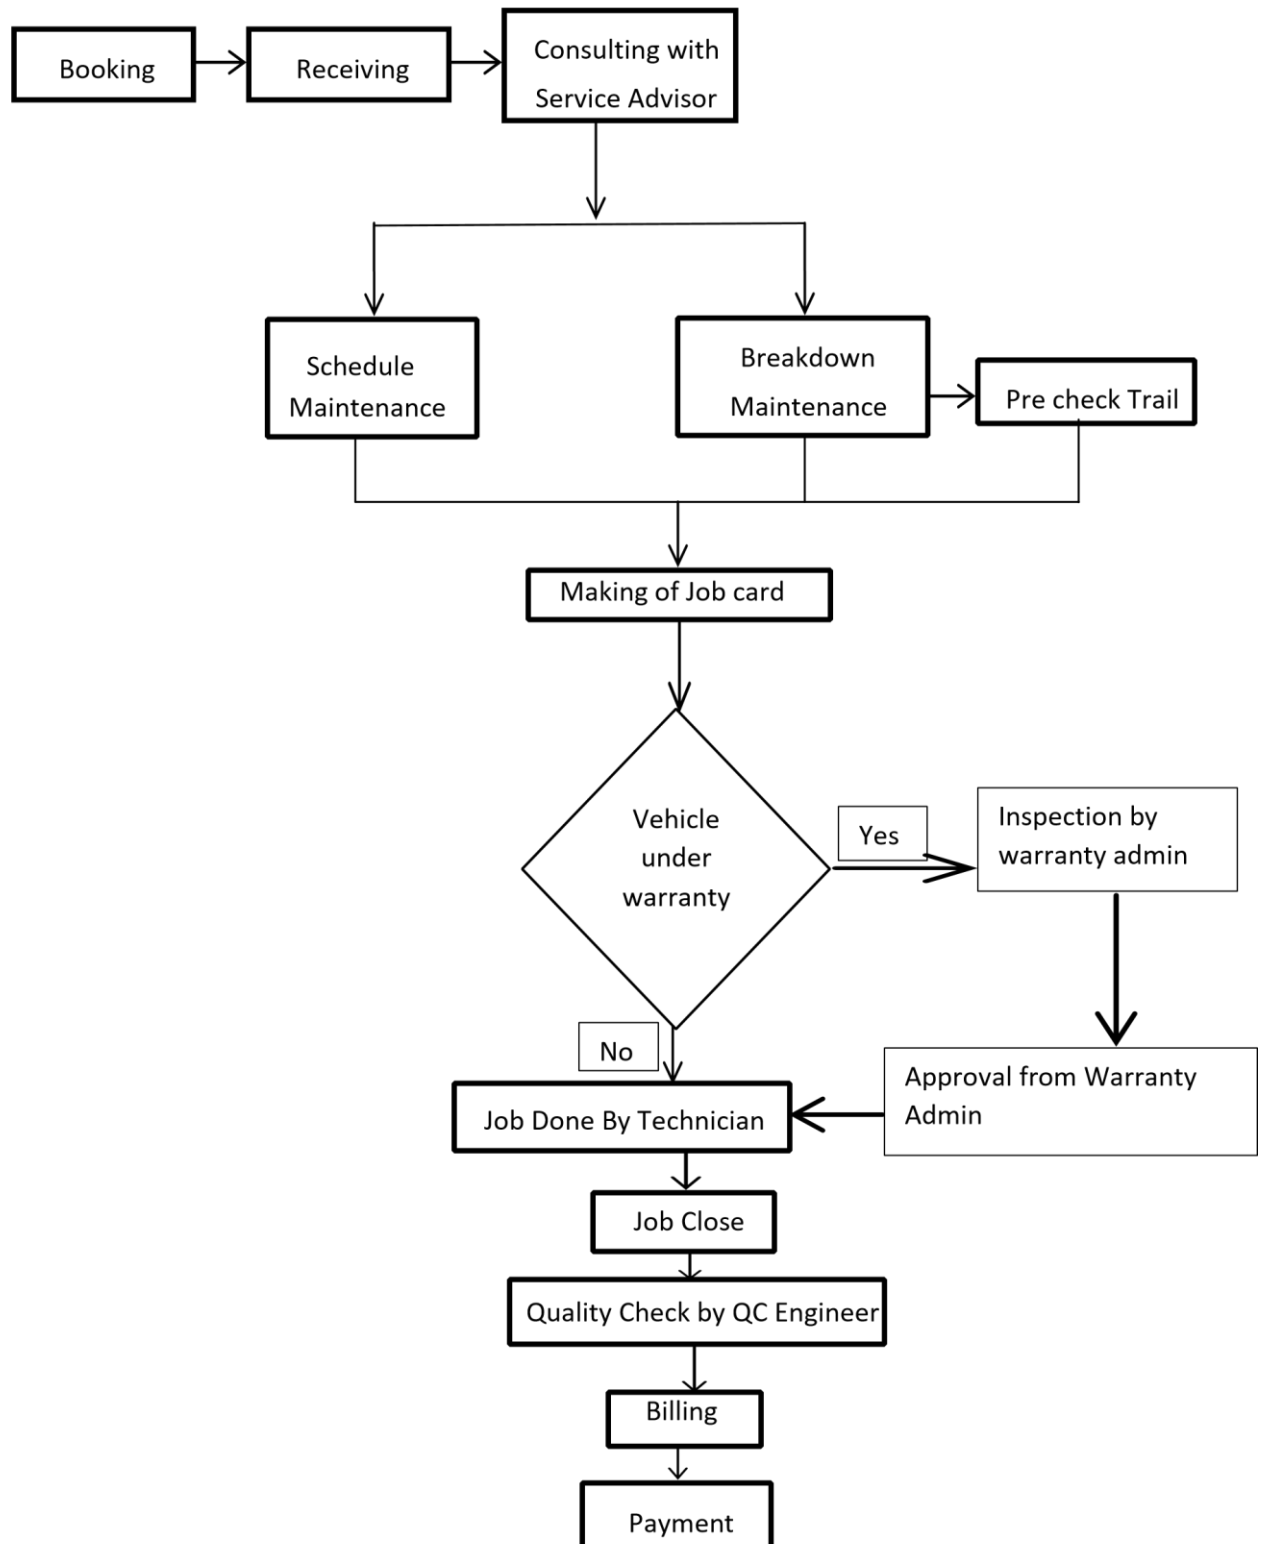 Booking
Receiving
Consulting with
Service Advisor
Schedule
Maintenance
Breakdown
Maintenance
Pre check Trail
Making of Job card
Vehicle
under
warranty
Yes
Inspection by
warranty admin
No
Approval from Warranty
Admin
Job Done By Technician
Job Close
Quality Check by QC Engineer
Billing
Payment